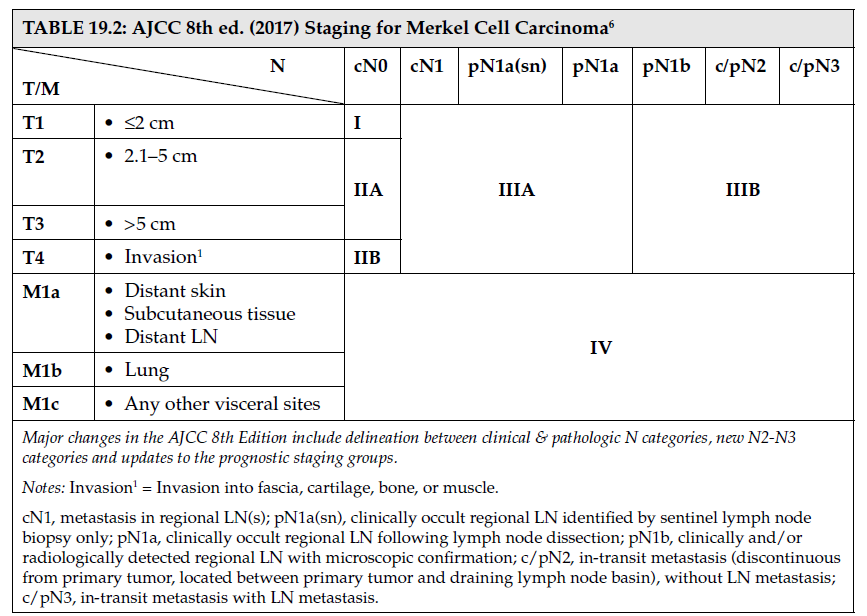 TABLE 19.2: AJCC 8th ed. (2017) Staging for Merkel Cell Carcinoma⁶
N
T/M
cN0 cN1 pN1a(sn) pN1a pN1b c/pN2 c/pN3
T1 • ≤2 cm I
T2 • 2.1–5 cm
IIA IIIA IIIB
T3 • >5 cm
T4 • Invasion¹ IIB
M1a • Distant skin
• Subcutaneous tissue
• Distant LN
IV
M1b • Lung
M1c • Any other visceral sites
Major changes in the AJCC 8th Edition include delineation between clinical & pathologic N categories, new N2-N3
categories and updates to the prognostic staging groups.
Notes: Invasion¹ = Invasion into fascia, cartilage, bone, or muscle.
cN1, metastasis in regional LN(s); pN1a(sn), clinically occult regional LN identified by sentinel lymph node
biopsy only; pN1a, clinically occult regional LN following lymph node dissection; pN1b, clinically and/or
radiologically detected regional LN with microscopic confirmation; c/pN2, in-transit metastasis (discontinuous
from primary tumor, located between primary tumor and draining lymph node basin), without LN metastasis;
c/pN3, in-transit metastasis with LN metastasis.